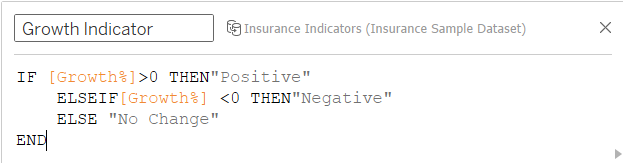 Growth Indicator
Insurance Indicators (Insurance Sample Dataset)
IF [Growth%]>0 THEN"Positive"
ELSEIF[Growth%] <0 THEN"Negative"
ELSE "No Change"
END